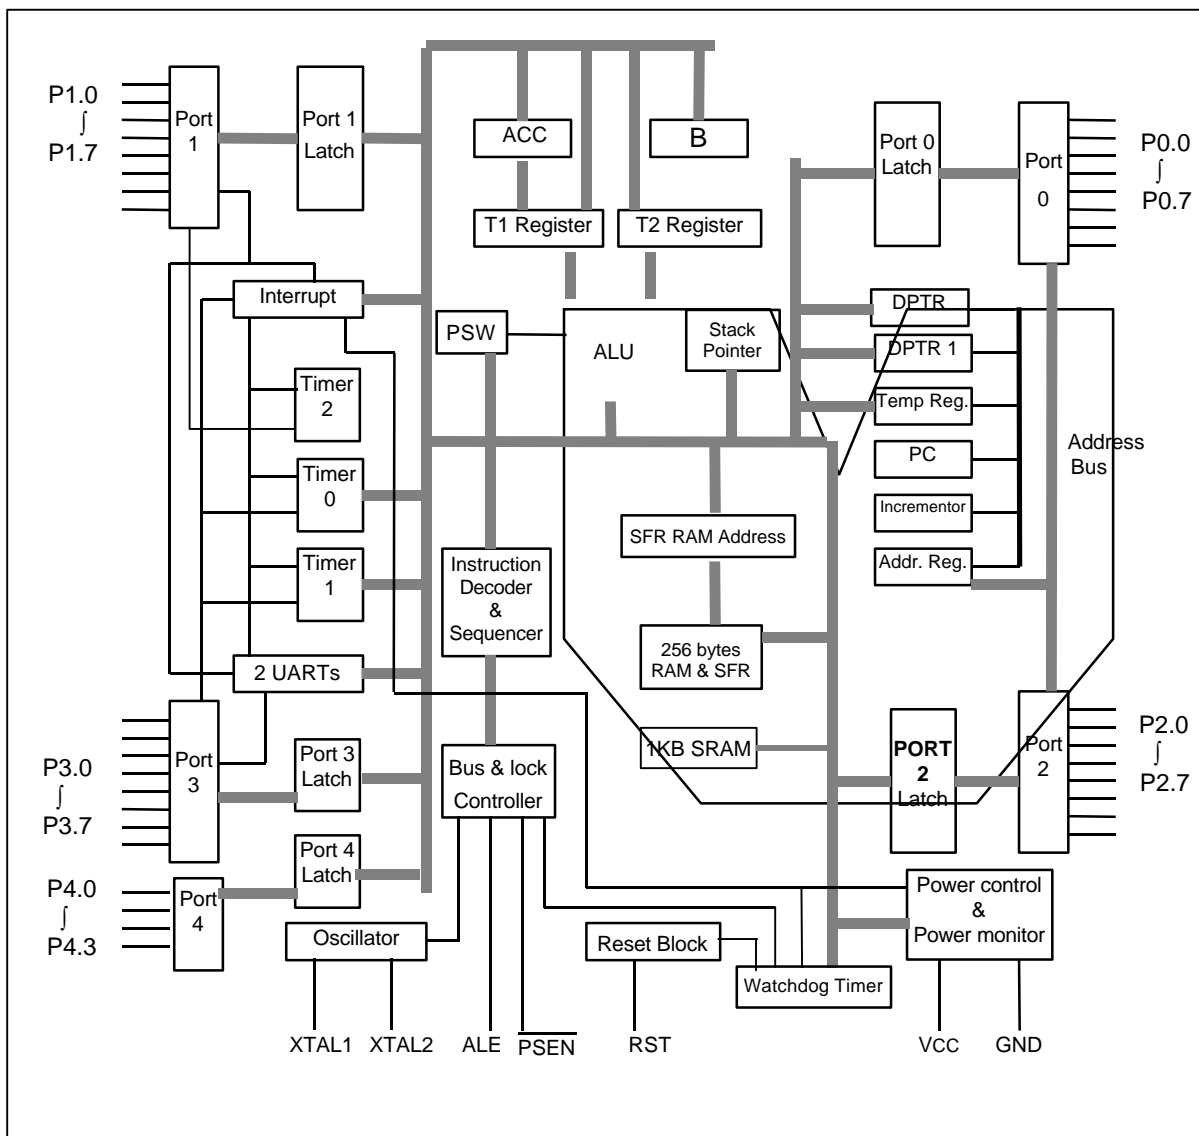 P1.0
∫
P1.7
Port
1
Port 1
Latch
ACC
B
T1 Register
T2 Register
Port 0
Latch
Port
0
P0.0
∫
P0.7
Interrupt
PSW
ALU
Stack
Pointer
DPTR
DPTR 1
Temp Reg.
PC
Incrementor
Addr. Reg.
Address
Bus
Timer
2
Timer
0
Timer
1
2 UARTs
Instruction
Decoder
&
Sequencer
SFR RAM Address
256 bytes
RAM & SFR
1KB SRAM
P3.0
∫
P3.7
Port
3
Port 3
Latch
Bus & lock
Controller
PORT
2
Latch
Port
2
P2.0
∫
P2.7
P4.0
∫
P4.3
Port
4
Port 4
Latch
Oscillator
Reset Block
Watchdog Timer
Power control
&
Power monitor
XTAL1
XTAL2
ALE
PSEN
RST
VCC
GND